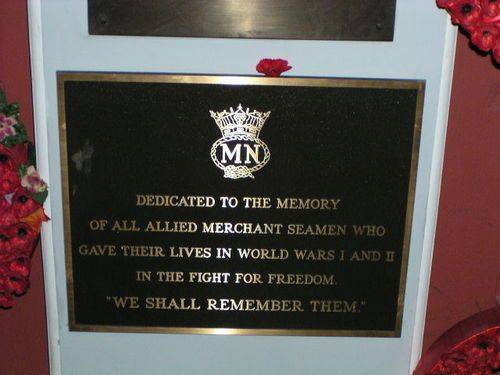 MN
DEDICATED TO THE MEMORY
OF ALL ALLIED MERCHANT SEAMEN WHO
GAVE THEIR LIVES IN WORLD WARS I AND II
IN THE FIGHT FOR FREEDOM.
"WE SHALL REMEMBER THEM."